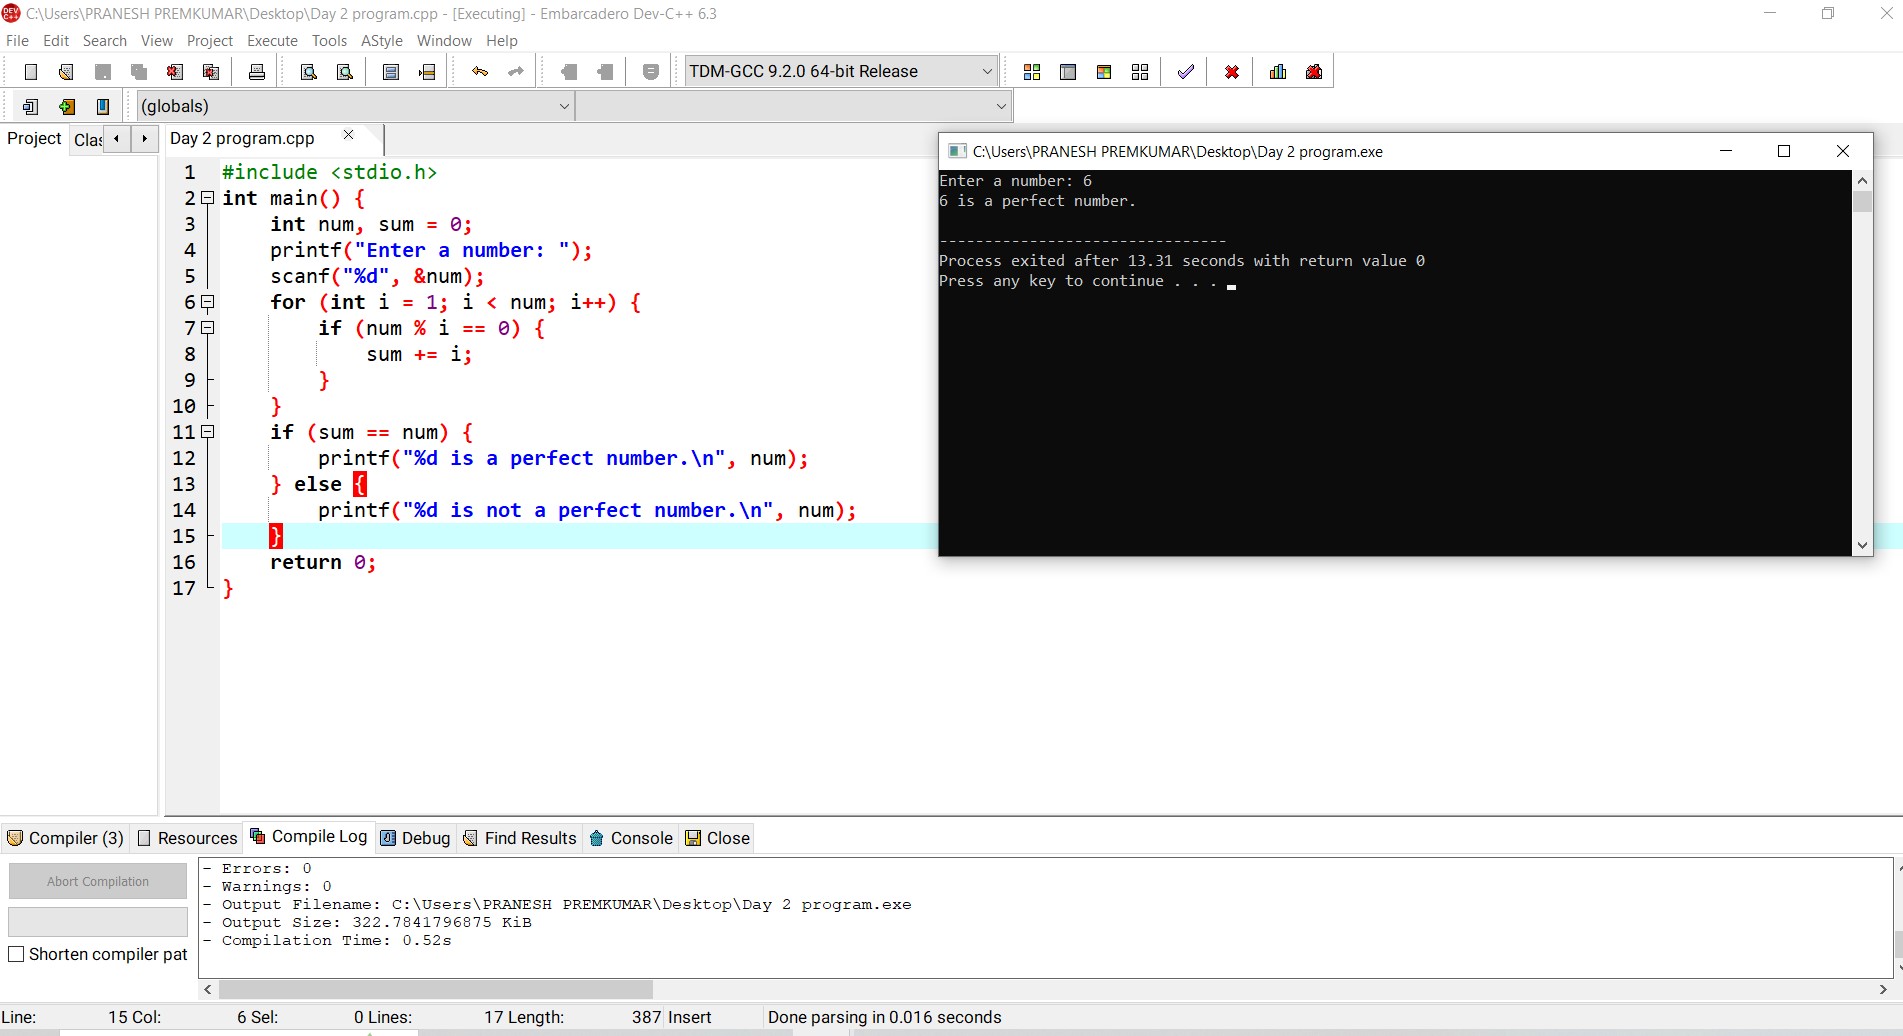 C:\Users\PRANESH PREMKUMAR\Desktop\Day 2 program.cpp - [Executing] - Embarcadero Dev-C++ 6.3
File Edit Search View Project Execute Tools AStyle Window Help
TDM-GCC 9.2.0 64-bit Release
(globals)
Project Clas Day 2 program.cpp
1 #include <stdio.h>
2 int main() {
3     int num, sum = 0;
4     printf("Enter a number: ");
5     scanf("%d", &num);
6     for (int i = 1; i < num; i++) {
7         if (num % i == 0) {
8             sum += i;
9         }
10     }
11     if (sum == num) {
12         printf("%d is a perfect number.\n", num);
13     } else {
14         printf("%d is not a perfect number.\n", num);
15     }
16     return 0;
17 }
C:\Users\PRANESH PREMKUMAR\Desktop\Day 2 program.exe
Enter a number: 6
6 is a perfect number.
--------------------------------
Process exited after 13.31 seconds with return value 0
Press any key to continue . . .
Compiler (3) Resources Compile Log Debug Find Results Console Close
Abort Compilation
Shorten compiler pat
- Errors: 0
- Warnings: 0
- Output Filename: C:\Users\PRANESH PREMKUMAR\Desktop\Day 2 program.exe
- Output Size: 322.7841796875 KiB
- Compilation Time: 0.52s
Line: 15 Col: 6 Sel: 0 Lines: 17 Length: 387 Insert Done parsing in 0.016 seconds